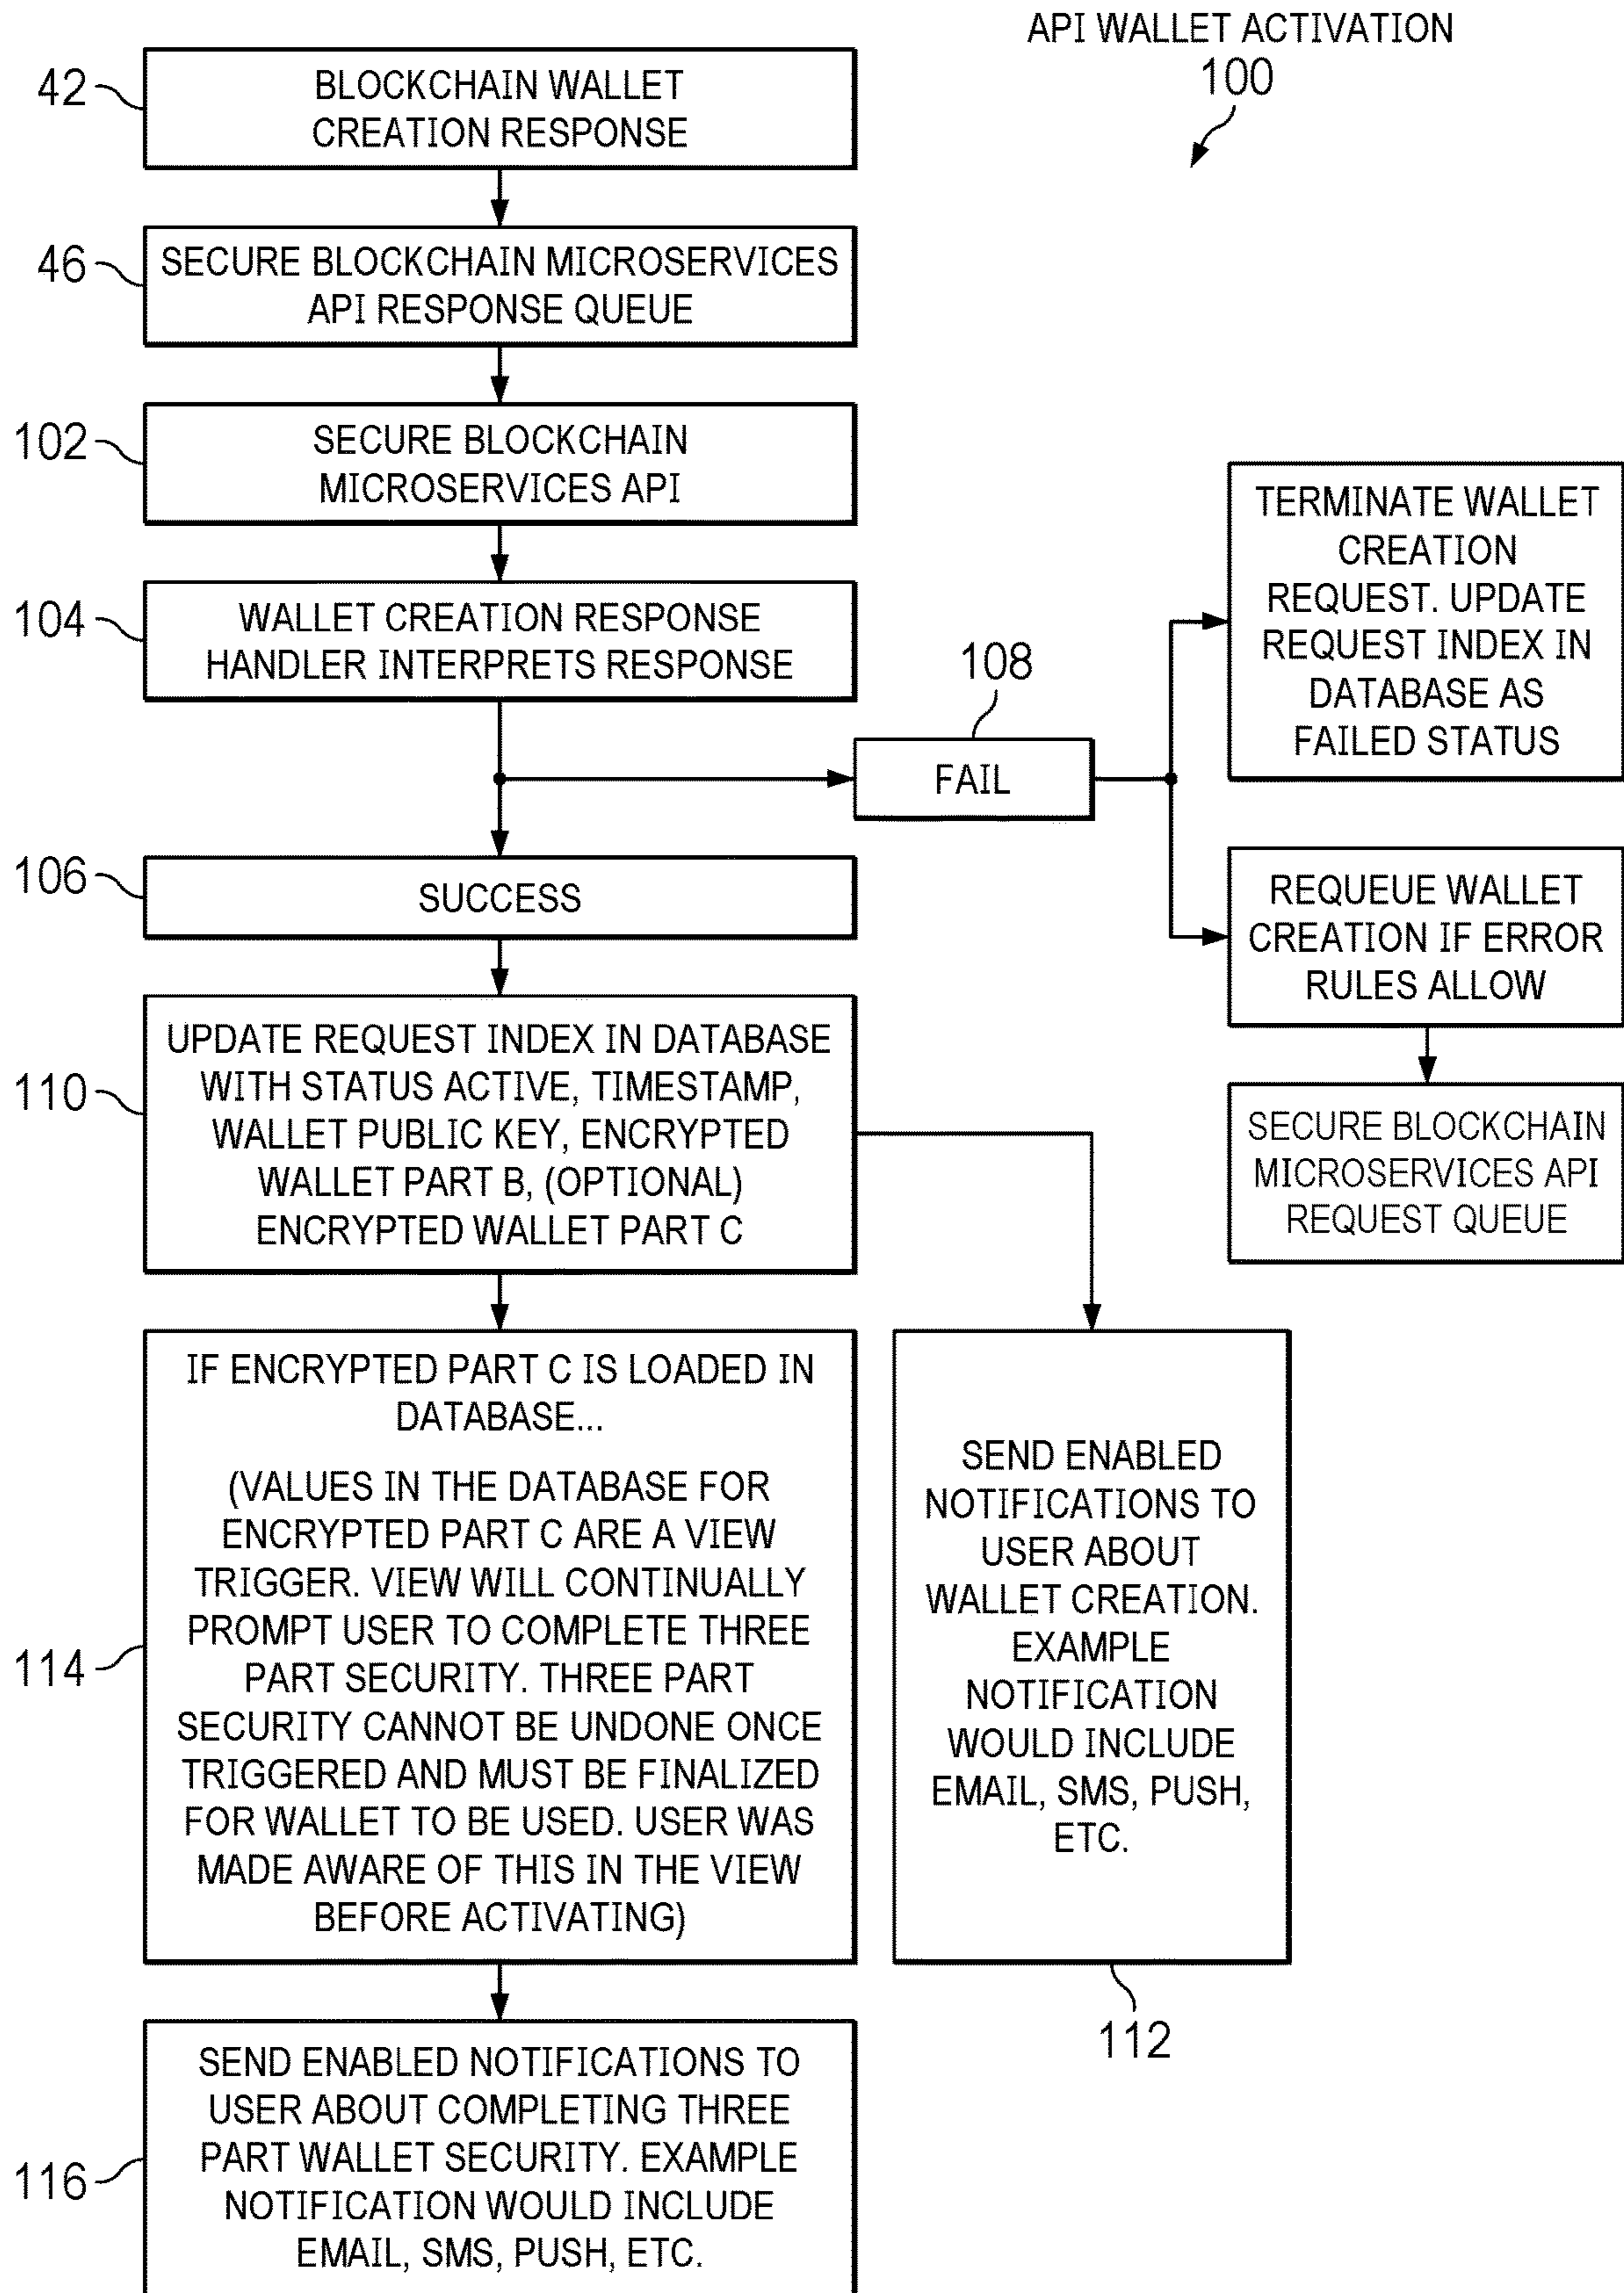 API WALLET ACTIVATION
100
42
BLOCKCHAIN WALLET
CREATION RESPONSE
46
SECURE BLOCKCHAIN MICROSERVICES
API RESPONSE QUEUE
102
SECURE BLOCKCHAIN
MICROSERVICES API
104
WALLET CREATION RESPONSE
HANDLER INTERPRETS RESPONSE
108
FAIL
TERMINATE WALLET
CREATION
REQUEST. UPDATE
REQUEST INDEX IN
DATABASE AS
FAILED STATUS
REQUEUE WALLET
CREATION IF ERROR
RULES ALLOW
SECURE BLOCKCHAIN
MICROSERVICES API
REQUEST QUEUE
106
SUCCESS
110
UPDATE REQUEST INDEX IN DATABASE
WITH STATUS ACTIVE, TIMESTAMP,
WALLET PUBLIC KEY, ENCRYPTED
WALLET PART B, (OPTIONAL)
ENCRYPTED WALLET PART C
114
IF ENCRYPTED PART C IS LOADED IN
DATABASE...
(VALUES IN THE DATABASE FOR
ENCRYPTED PART C ARE A VIEW
TRIGGER. VIEW WILL CONTINUALLY
PROMPT USER TO COMPLETE THREE
PART SECURITY. THREE PART
SECURITY CANNOT BE UNDONE ONCE
TRIGGERED AND MUST BE FINALIZED
FOR WALLET TO BE USED. USER WAS
MADE AWARE OF THIS IN THE VIEW
BEFORE ACTIVATING)
SEND ENABLED
NOTIFICATIONS TO
USER ABOUT
WALLET CREATION.
EXAMPLE
NOTIFICATION
WOULD INCLUDE
EMAIL, SMS, PUSH,
ETC.
112
116
SEND ENABLED NOTIFICATIONS TO
USER ABOUT COMPLETING THREE
PART WALLET SECURITY. EXAMPLE
NOTIFICATION WOULD INCLUDE
EMAIL, SMS, PUSH, ETC.